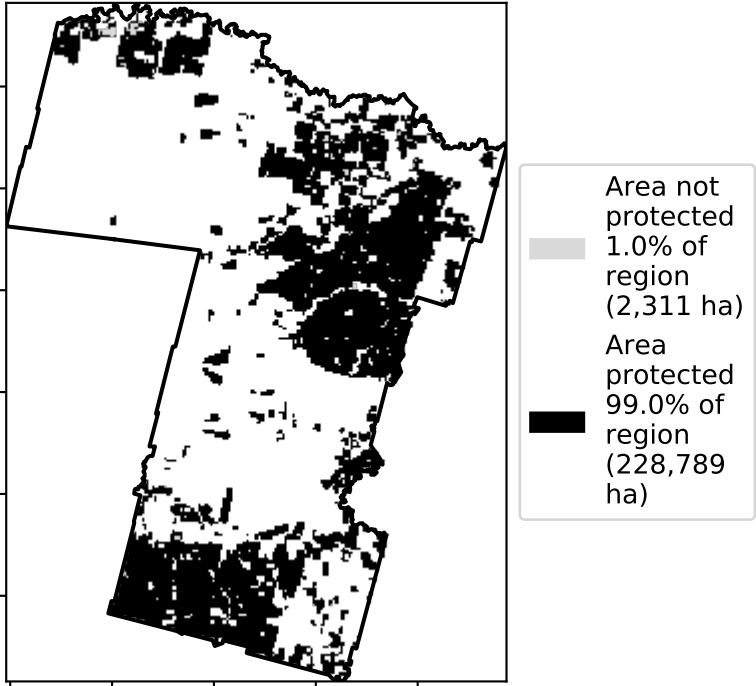 Area not
protected
1.0% of
region
(2,311 ha)
Area
protected
99.0% of
region
(228,789
ha)